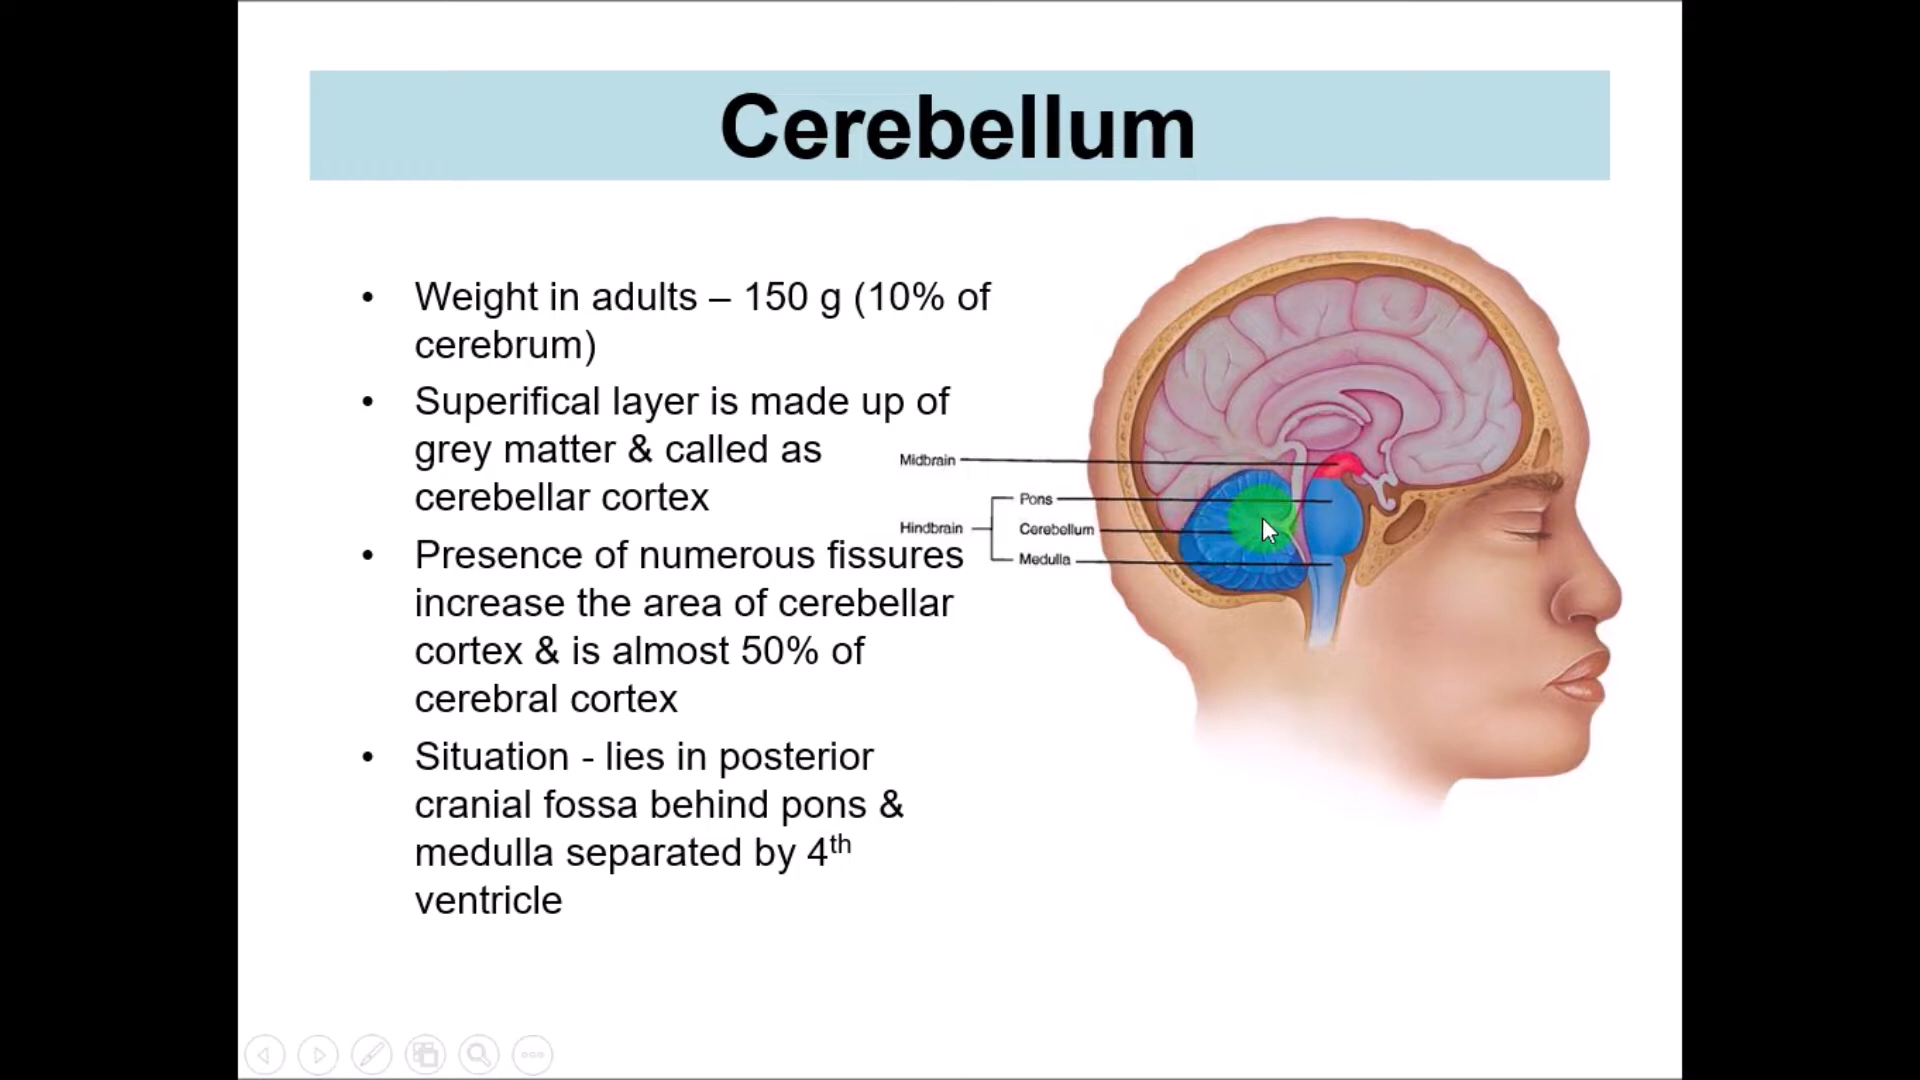 Cerebellum
• Weight in adults – 150 g (10% of
cerebrum)
• Superifical layer is made up of
grey matter & called as
cerebellar cortex
• Presence of numerous fissures
increase the area of cerebellar
cortex & is almost 50% of
cerebral cortex
• Situation - lies in posterior
cranial fossa behind pons &
medulla separated by 4th
ventricle
Midbrain
Hindbrain
Pons
Cerebellum
Medulla